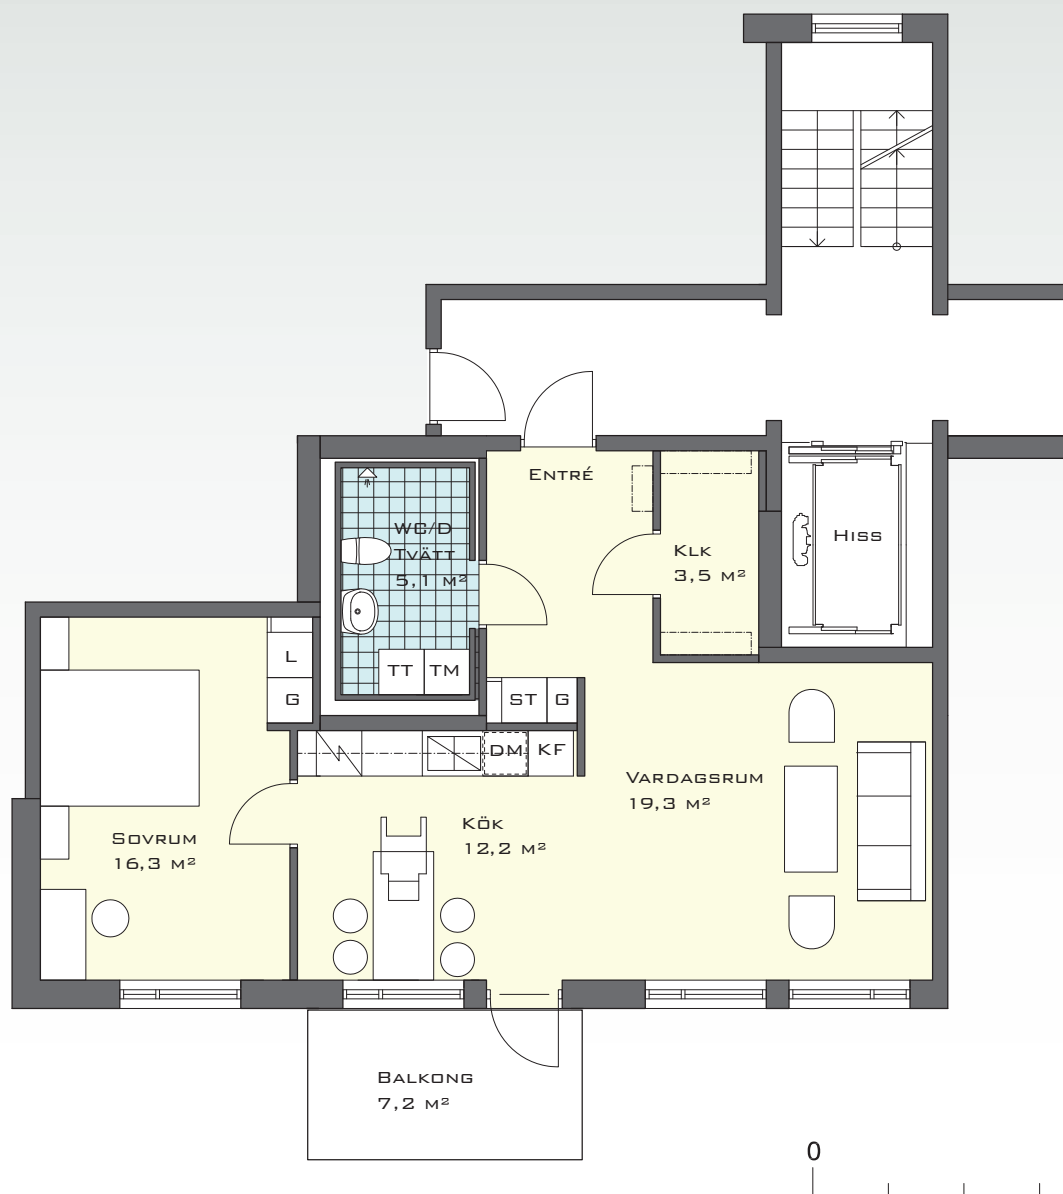 Entré
WC/D
Tvätt
5,1 m²
Klk
3,5 m²
Hiss
L
G
TT TM
ST G
DM KF
Vardagsrum
19,3 m²
Kök
12,2 m²
Sovrum
16,3 m²
Balkong
7,2 m²
0